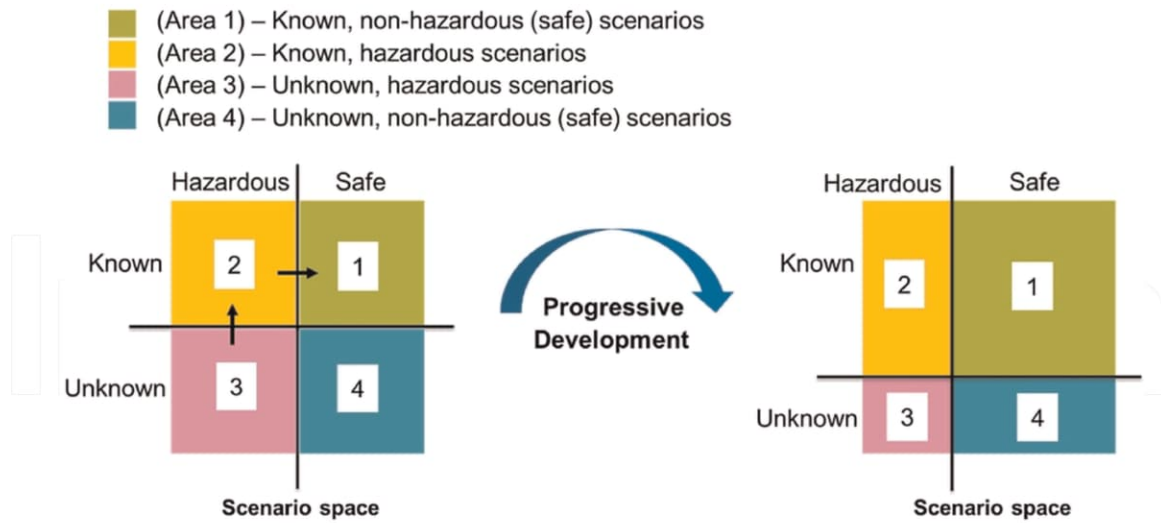 (Area 1) – Known, non-hazardous (safe) scenarios
(Area 2) – Known, hazardous scenarios
(Area 3) – Unknown, hazardous scenarios
(Area 4) – Unknown, non-hazardous (safe) scenarios
Hazardous Safe
Known 2 1
Unknown 3 4
Scenario space
Progressive
Development
Hazardous Safe
Known 2 1
Unknown 3 4
Scenario space